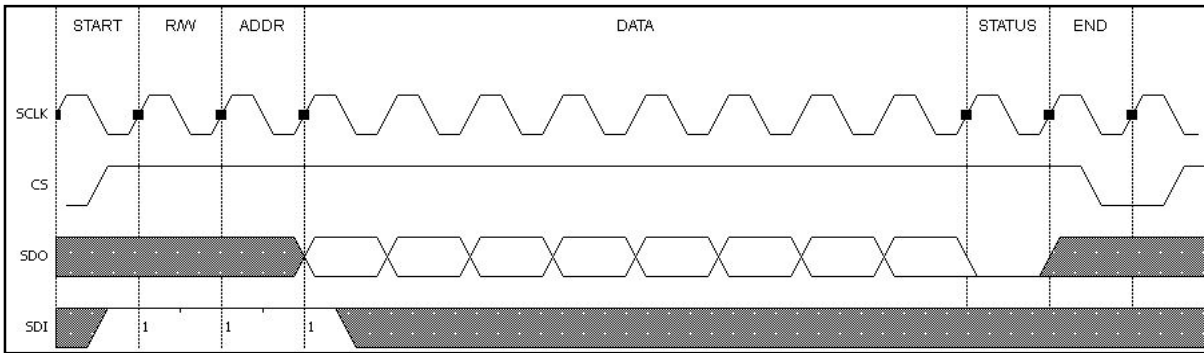 START R/W ADDR DATA STATUS END
SCLK
CS
SDO
SDI 1 1 1